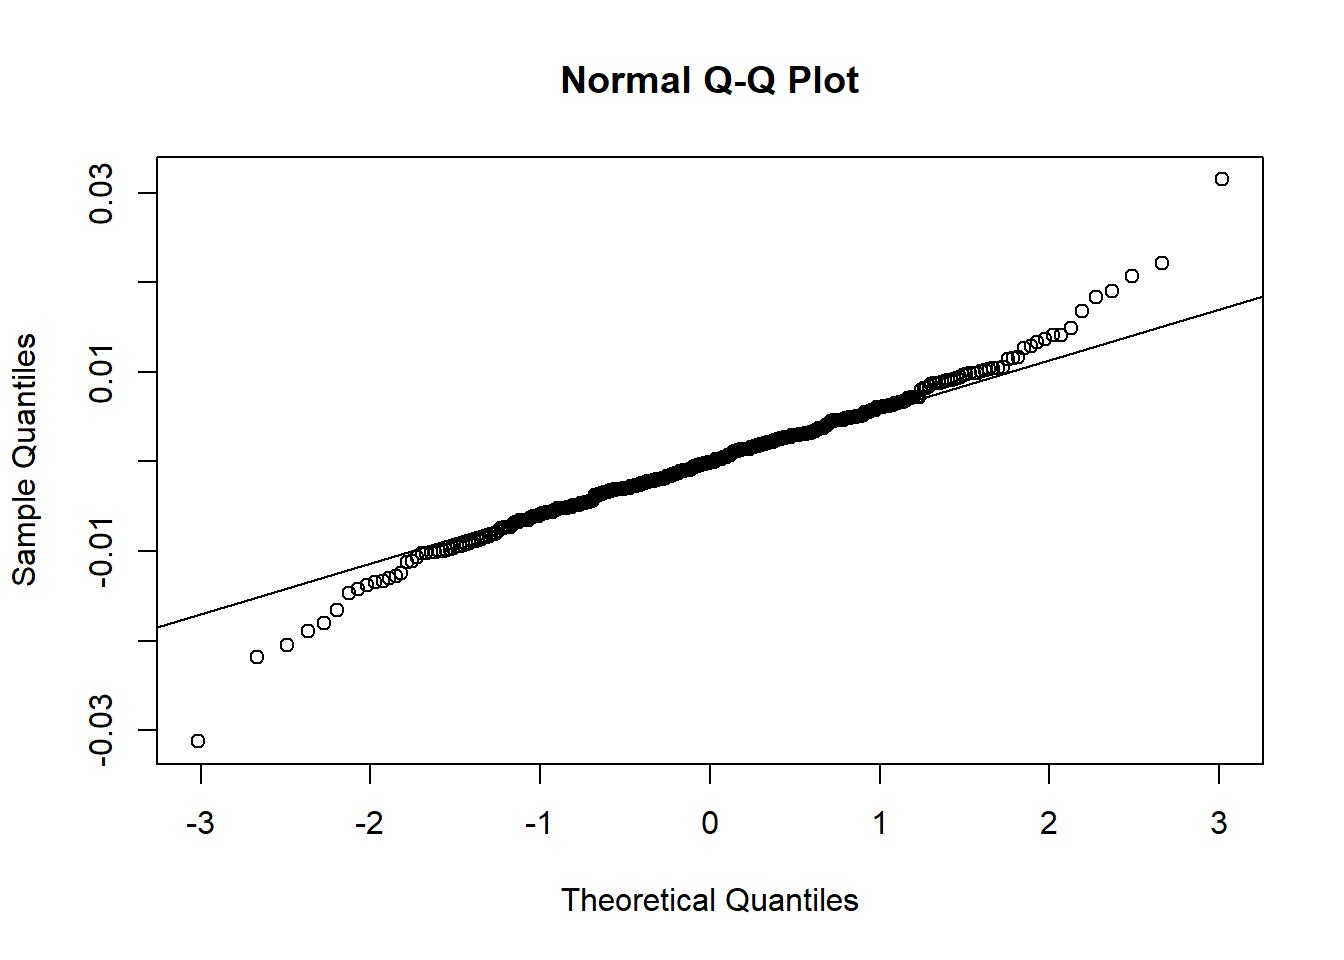 Normal Q-Q Plot
Sample Quantiles
0.03
0.01
-0.01
-0.03
-3 -2 -1 0 1 2 3
Theoretical Quantiles